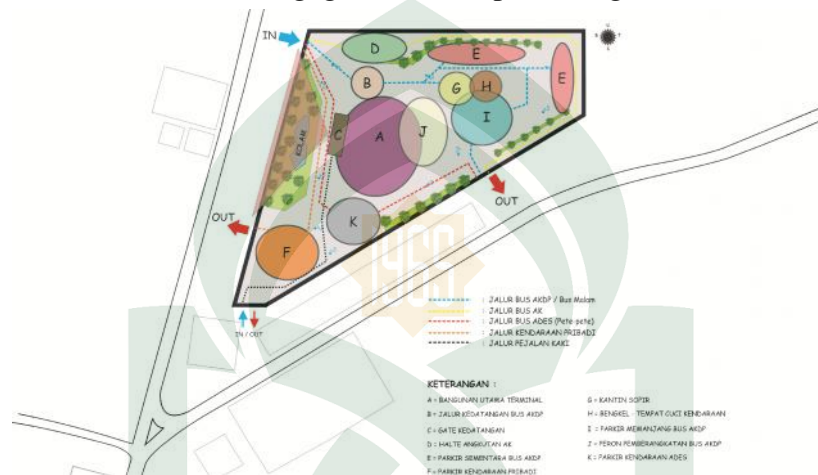 IN
D
E
B
E
G
H
I
C
A
J
KOLAM
OUT
OUT
K
F
1960
IN / OUT
: JALUR BUS AKDP / Bus Malam
: JALUR BUS AK
: JALUR BUS ADES (Pete-pete)
: JALUR KENDARAAN PRIBADI
: JALUR PEJALAN KAKI
KETERANGAN :
A = BANGUNAN UTAMA TERMINAL
B = JALUR KEDATANGAN BUS AKDP
C = GATE KEDATANGAN
D = HALTE ANGKUTAN AK
E = PARKIR SEMENTARA BUS AKDP
F = PARKIR KENDARAAN PRIBADI
G = KANTIN SOPIR
H = BENGKEL - TEMPAT CUCI KENDARAAN
I = PARKIR MEMANJANG BUS AKDP
J = PERON PEMBERANGKATAN BUS AKDP
K = PARKIR KENDARAAN ADES